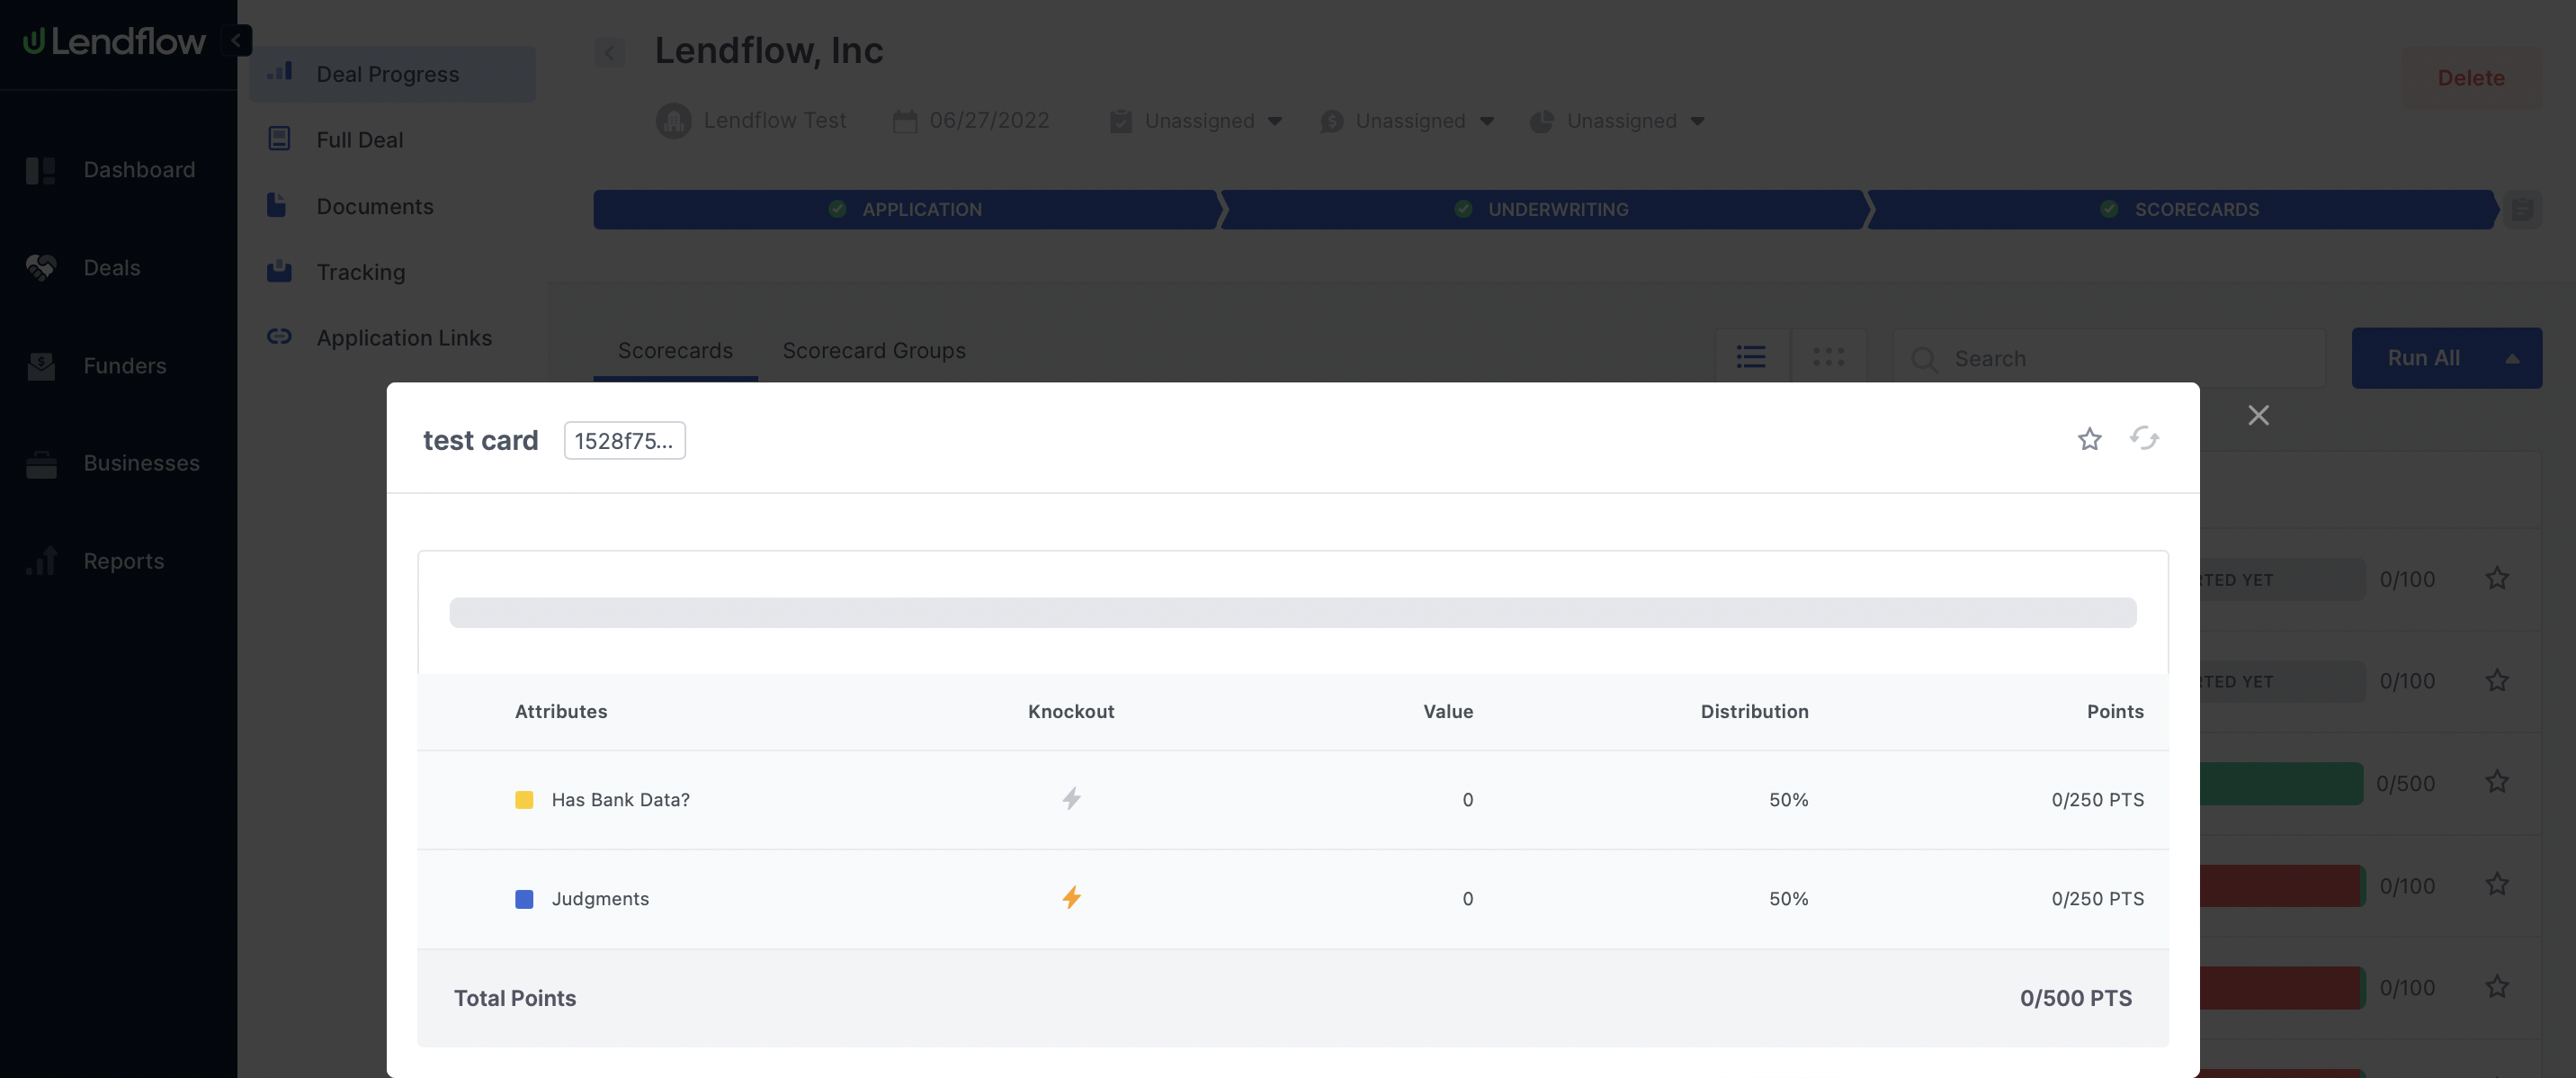 Lendflow
Dashboard
Deals
Funders
Businesses
Reports
Deal Progress
Full Deal
Documents
Tracking
Application Links
Lendflow, Inc
Delete
Lendflow Test
06/27/2022
Unassigned
Unassigned
Unassigned
APPLICATION
UNDERWRITING
SCORECARDS
Scorecards
Scorecard Groups
Search
Run All
test card
1528f75...
Attributes Knockout Value Distribution Points
Has Bank Data? 0 50% 0/250 PTS
Judgments 0 50% 0/250 PTS
Total Points 0/500 PTS
RTED YET 0/100
RTED YET 0/100
0/500
0/100
0/100